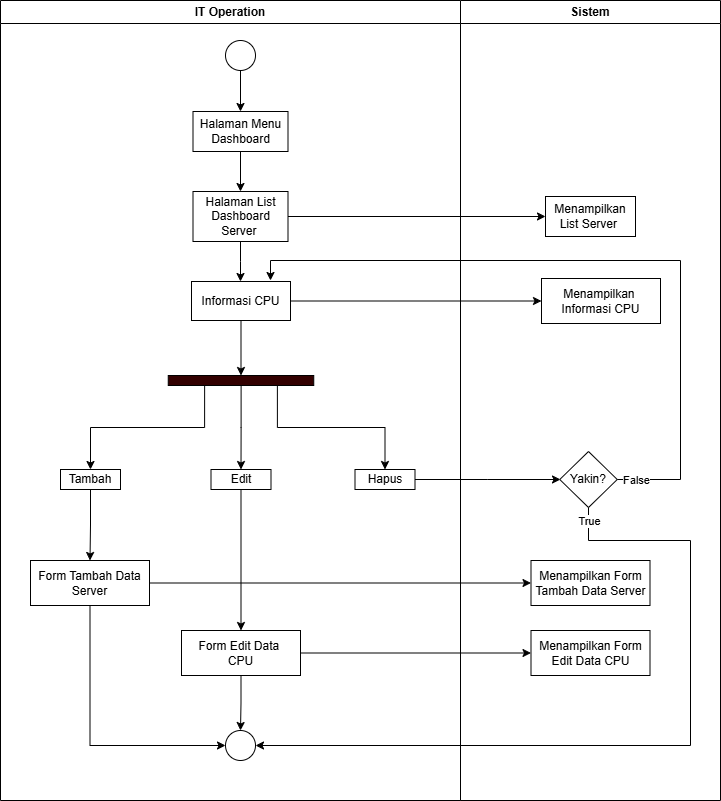 IT Operation
Sistem
Halaman Menu
Dashboard
Halaman List
Dashboard
Server
Menampilkan
List Server
Informasi CPU
Menampilkan
Informasi CPU
Tambah
Edit
Hapus
Yakin?
False
True
Form Tambah Data
Server
Menampilkan Form
Tambah Data Server
Form Edit Data
CPU
Menampilkan Form
Edit Data CPU